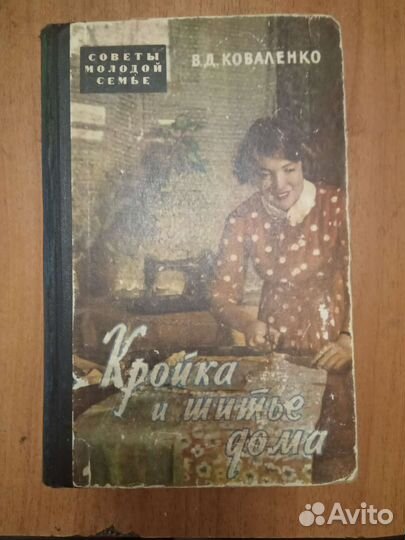 СОВЕТЫ
МОЛОДОЙ
СЕМЬЕ
В.Д. КОВАЛЕНКО
Кройка
и шитье
дома
Avito